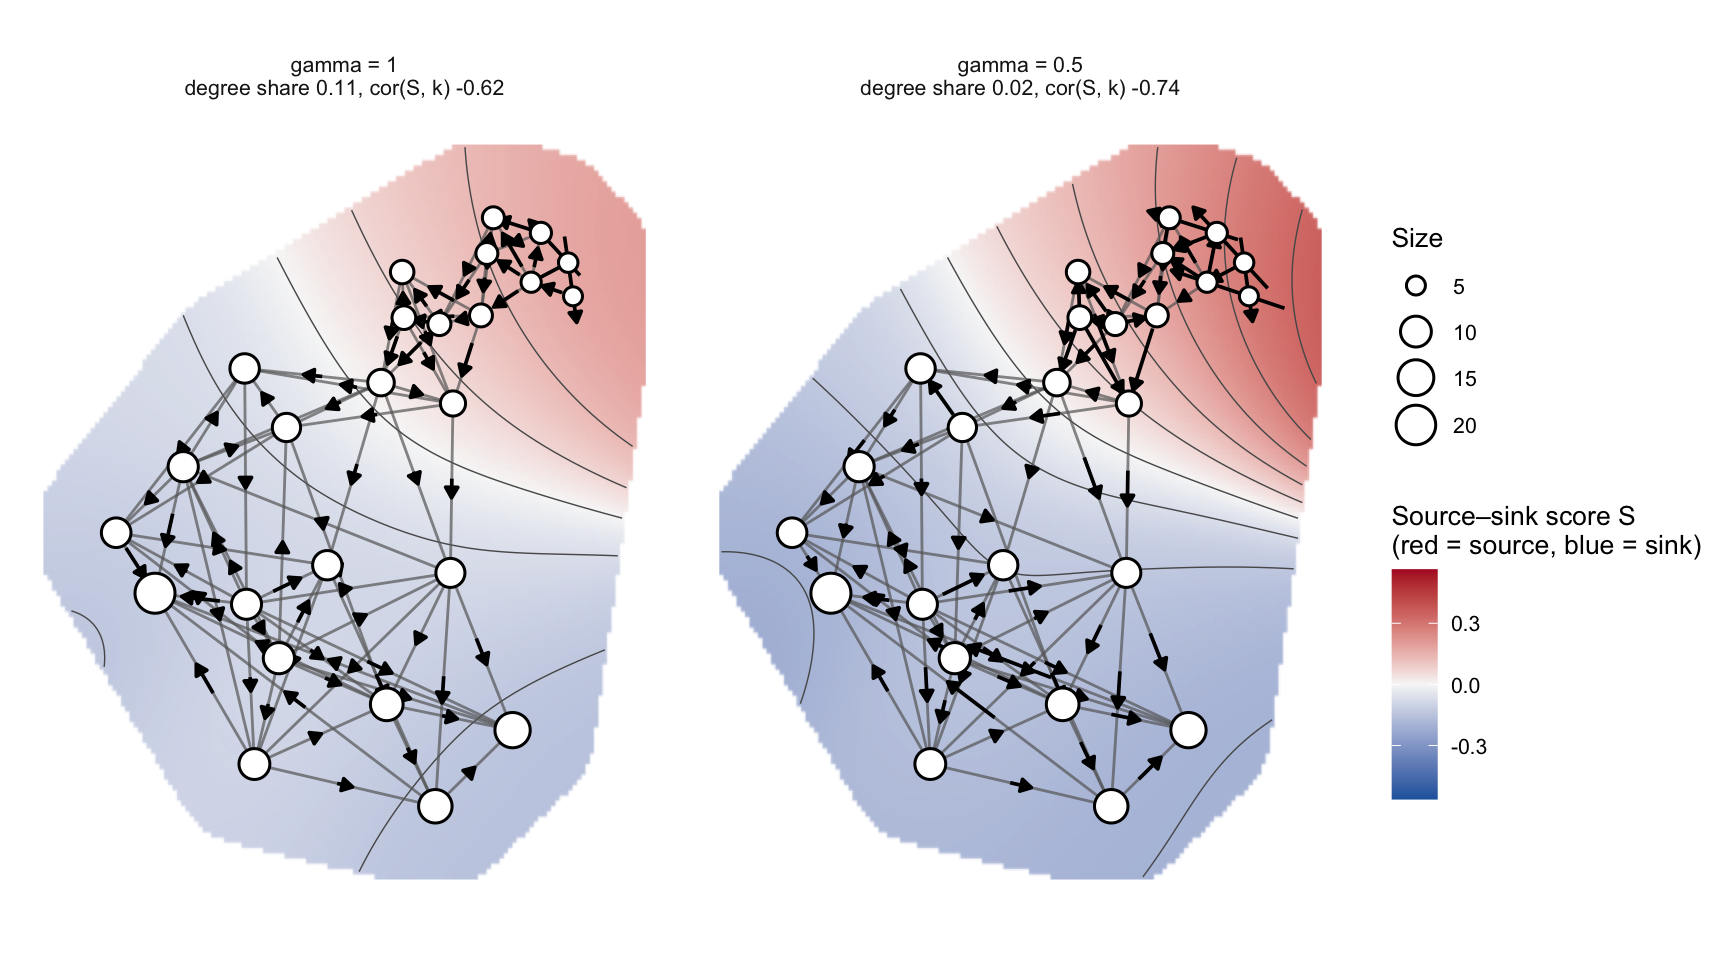 gamma = 1
degree share 0.11, cor(S, k) -0.62
gamma = 0.5
degree share 0.02, cor(S, k) -0.74
Size
5
10
15
20
Source–sink score S
(red = source, blue = sink)
0.3
0.0
-0.3